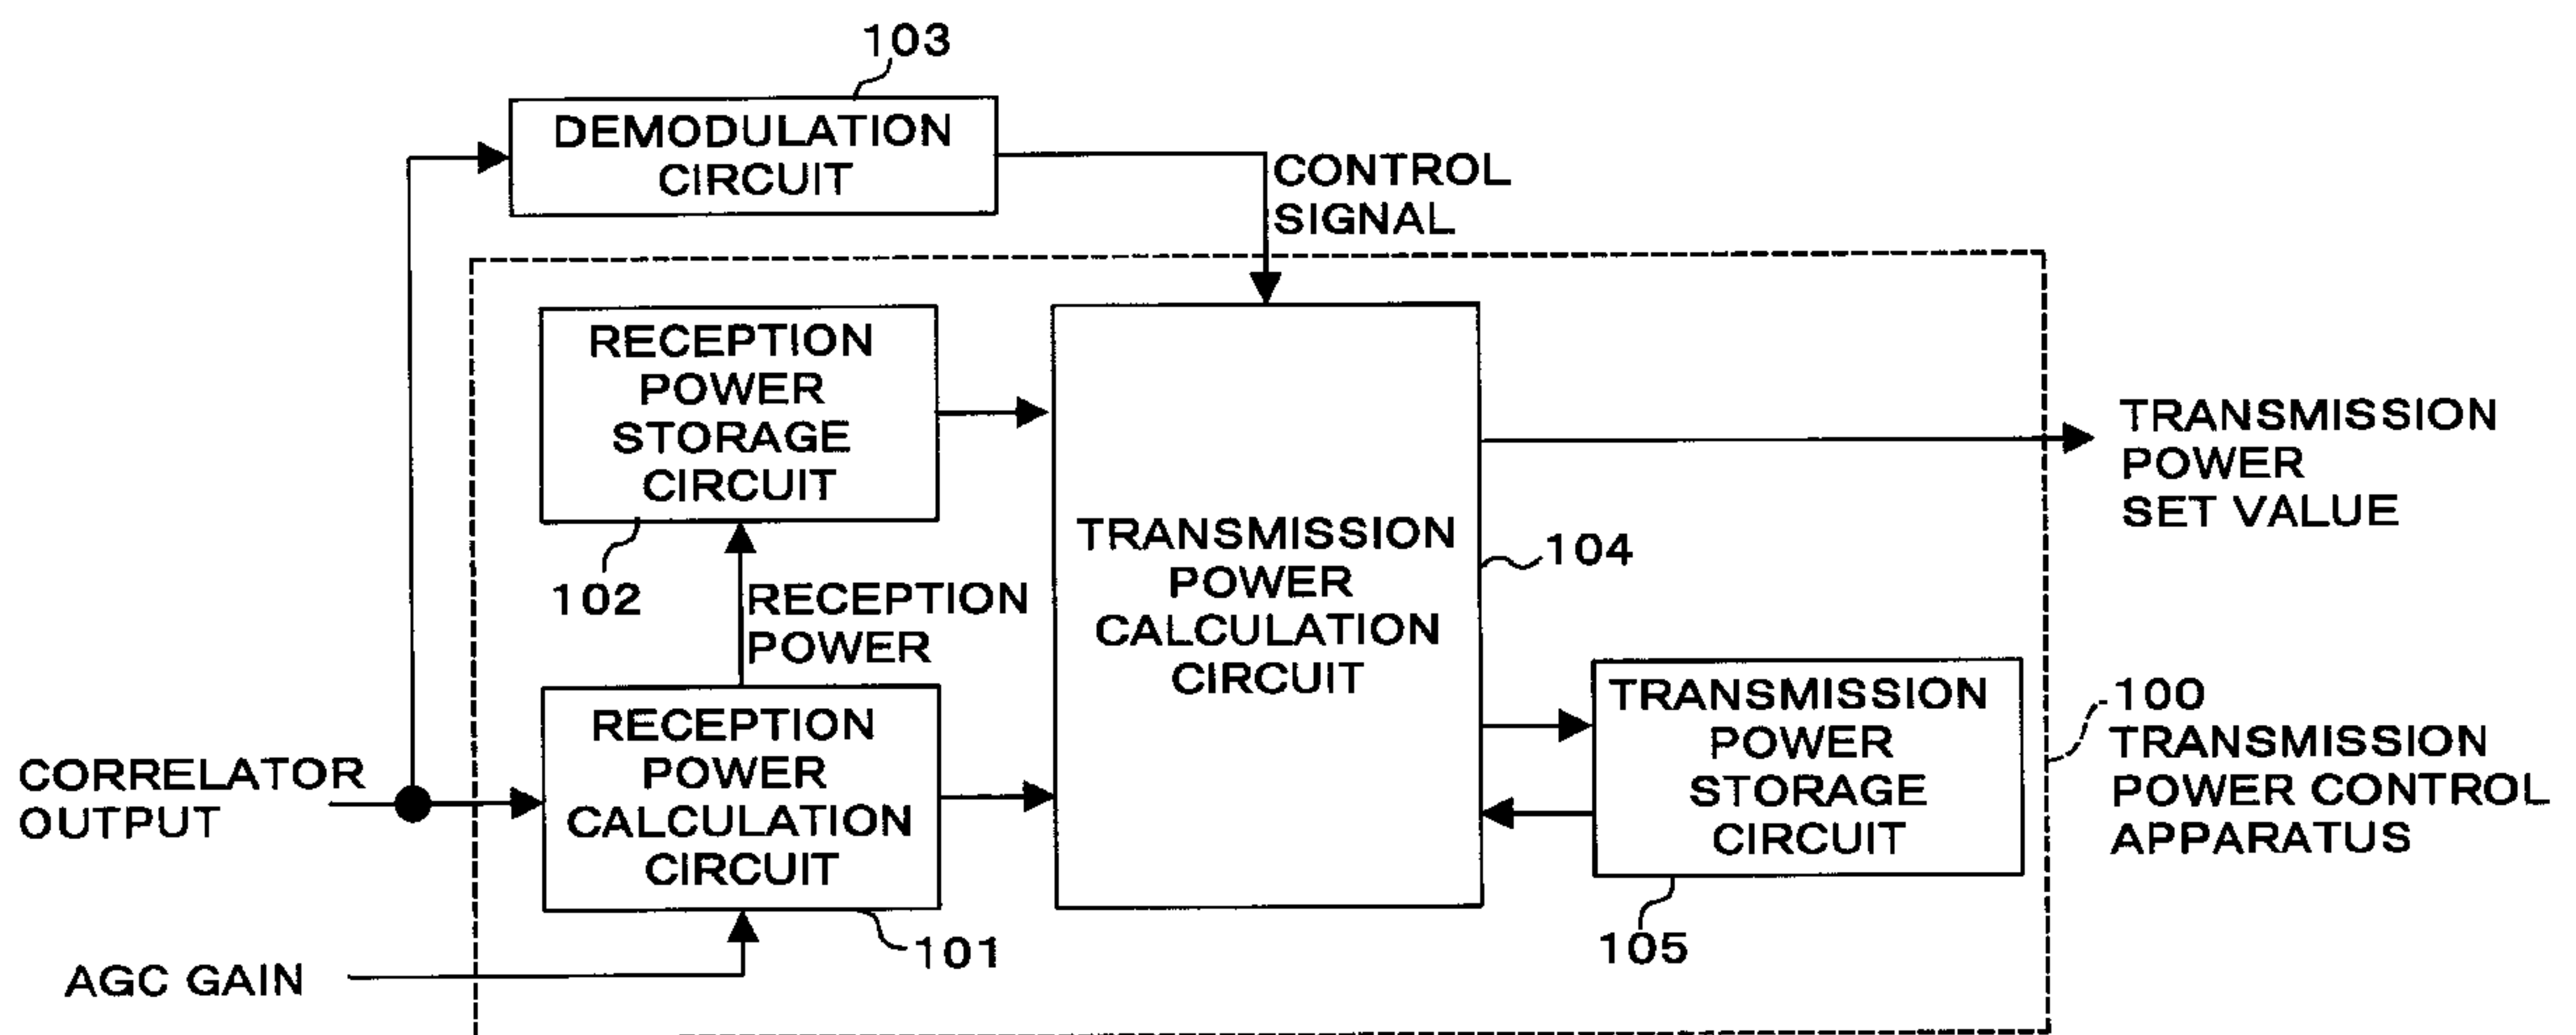 103
DEMODULATION
CIRCUIT
CONTROL
SIGNAL
RECEPTION
POWER
STORAGE
CIRCUIT
102
RECEPTION
POWER
TRANSMISSION
POWER
CALCULATION
CIRCUIT
104
TRANSMISSION
POWER
SET VALUE
CORRELATOR
OUTPUT
RECEPTION
POWER
CALCULATION
CIRCUIT
101
AGC GAIN
TRANSMISSION
POWER
STORAGE
CIRCUIT
105
100
TRANSMISSION
POWER CONTROL
APPARATUS